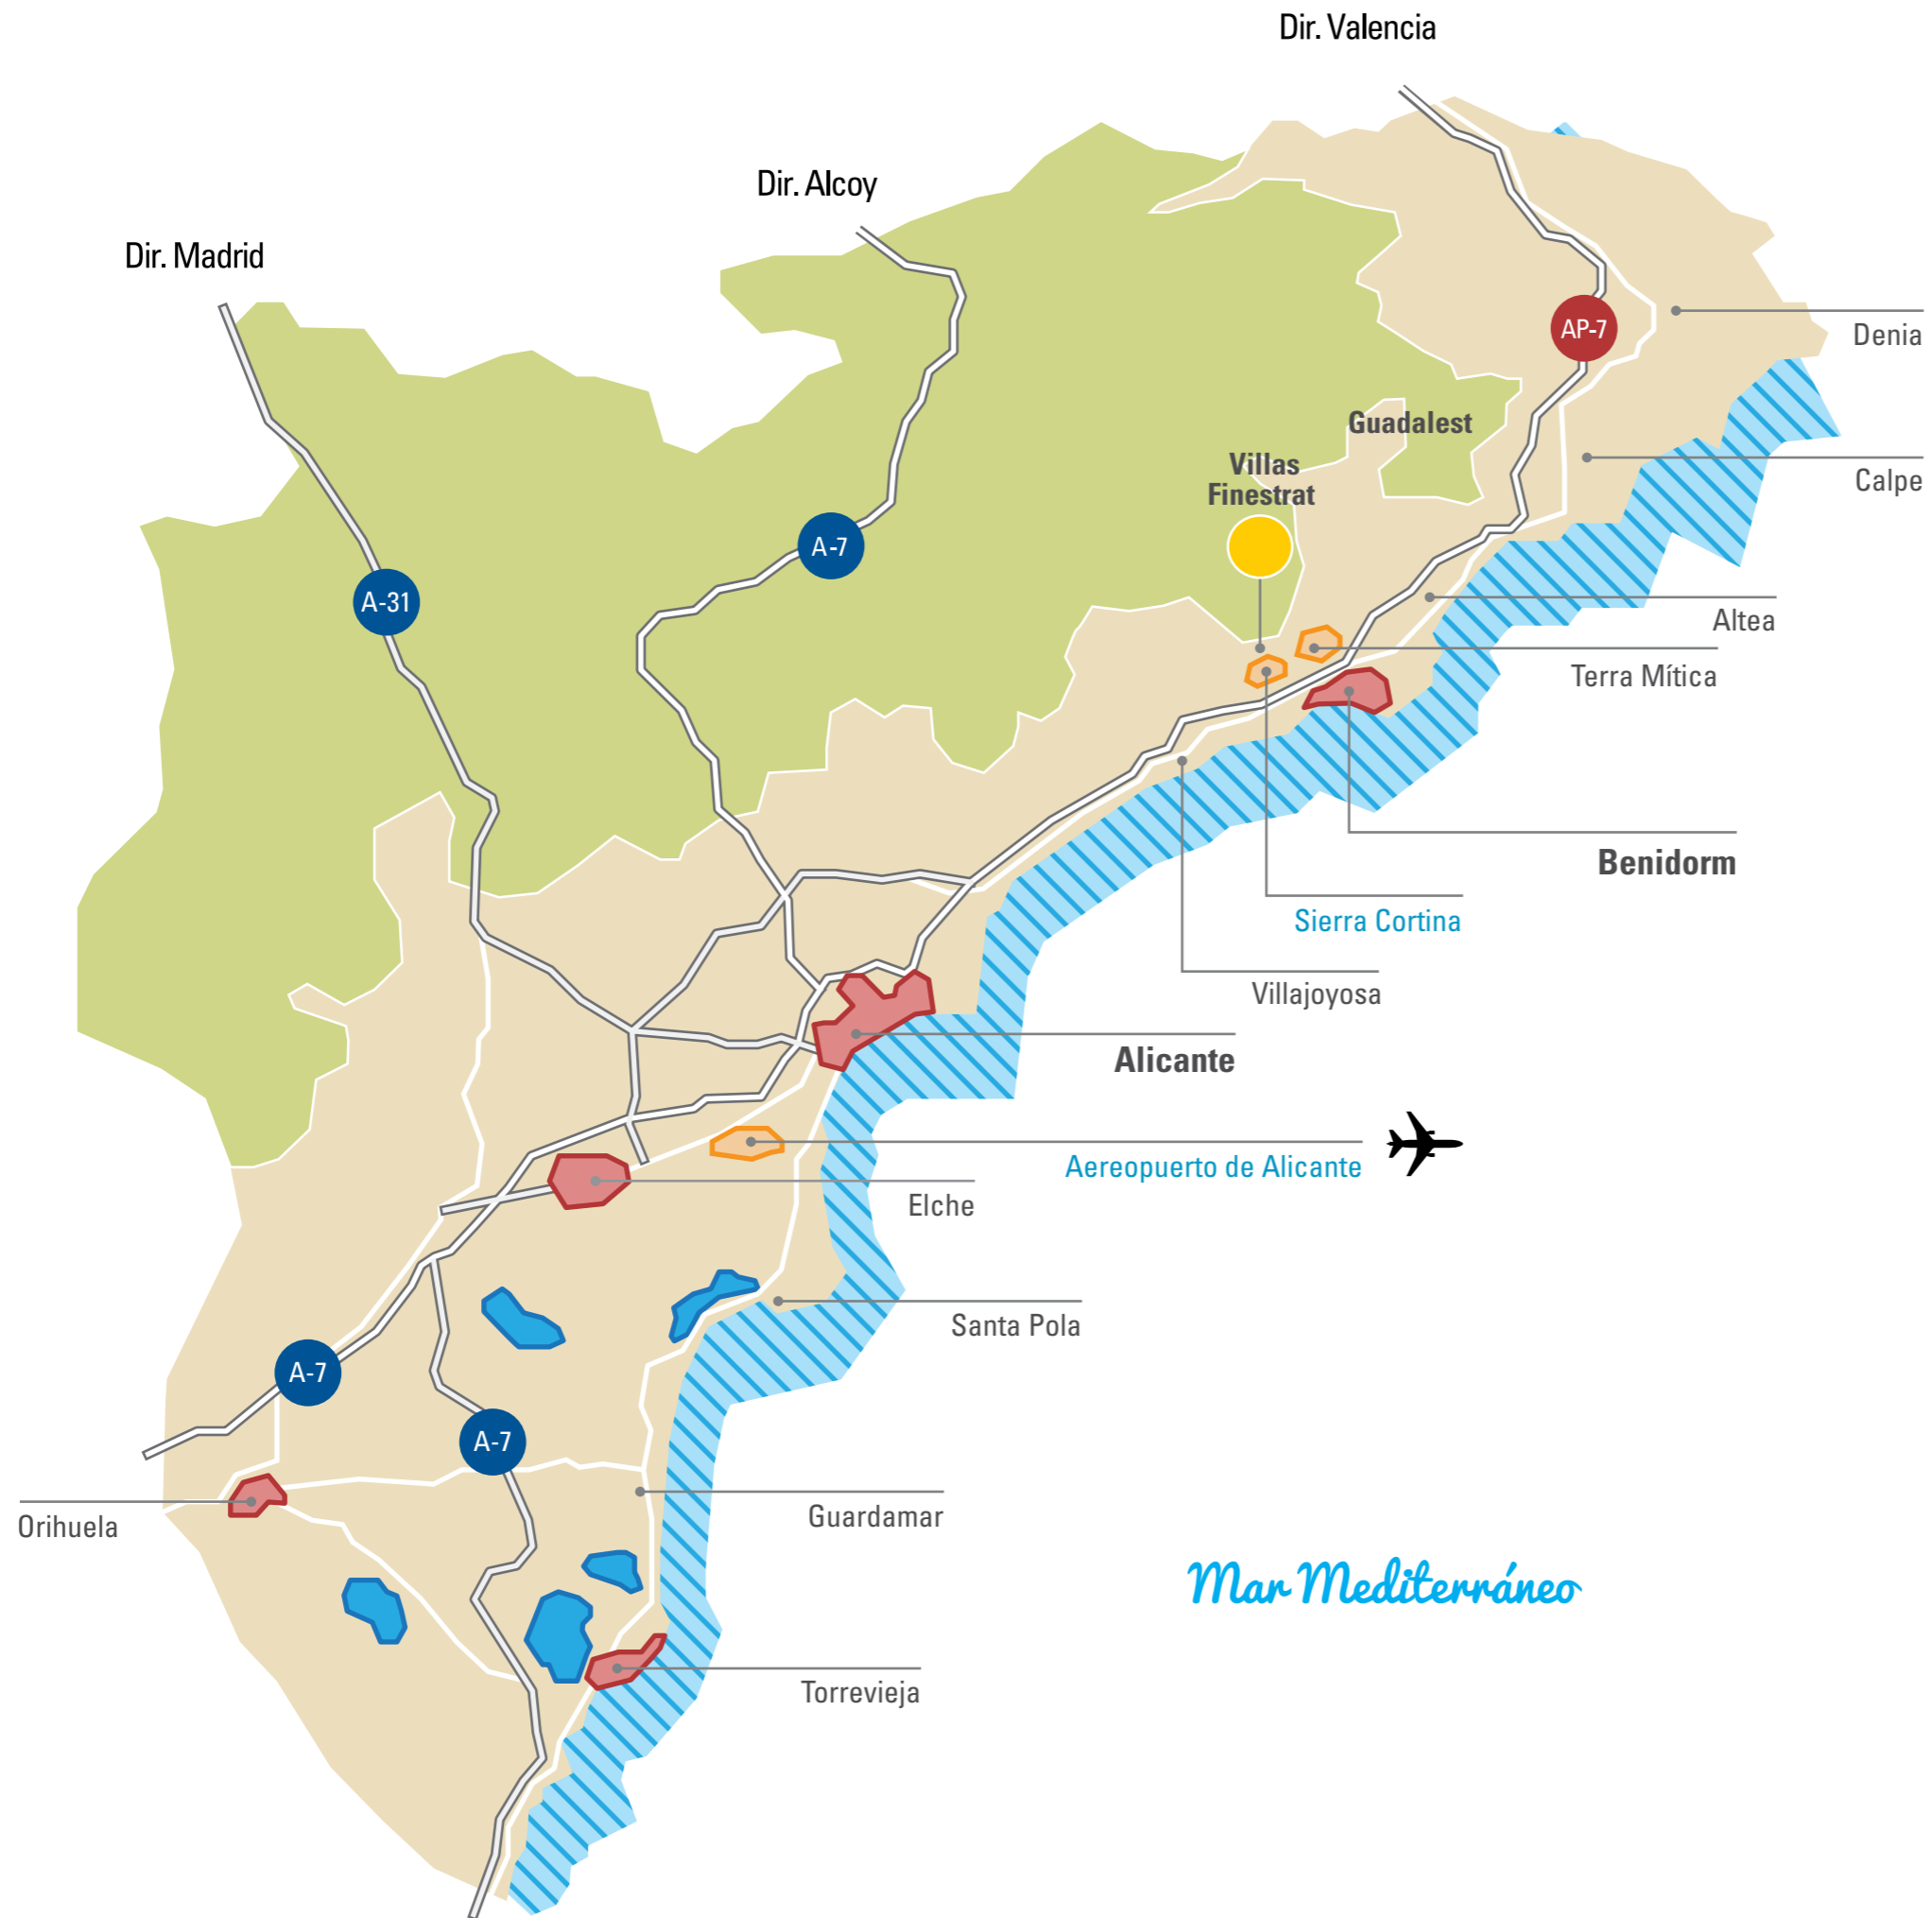 Dir. Valencia
Dir. Alcoy
Dir. Madrid
AP-7
Denia
Guadalest
Villas
Finestrat
Calpe
A-7
A-31
Altea
Terra Mítica
Benidorm
Sierra Cortina
Villajoyosa
Alicante
Aereopuerto de Alicante
Elche
Santa Pola
A-7
A-7
Guardamar
Orihuela
Mar Mediterráneo
Torrevieja